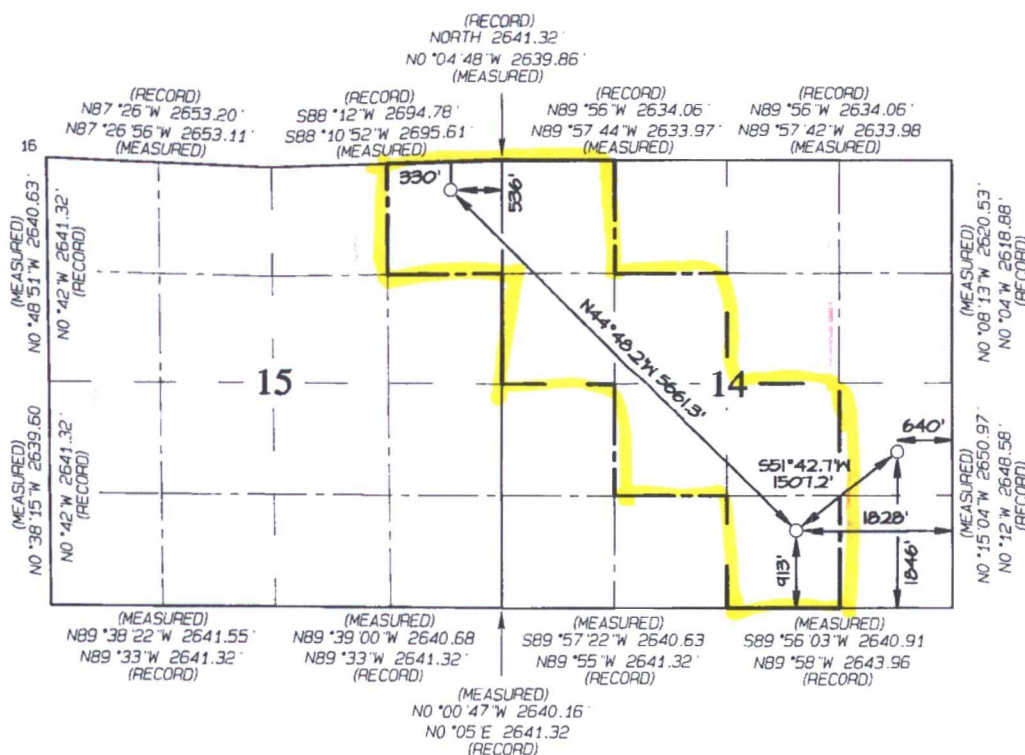 (RECORD)
NORTH 2641.32'
N0°04'48"W 2639.86'
(MEASURED)
(RECORD)
N87°26"W 2653.20'
N87°26'56"W 2653.11'
(MEASURED)
(RECORD)
S88°12"W 2694.78'
S88°10'52"W 2695.61'
(MEASURED)
(RECORD)
N89°56"W 2634.06'
N89°57'44"W 2633.97'
(MEASURED)
(RECORD)
N89°56"W 2634.06'
N89°57'42"W 2633.98'
(MEASURED)
16
330'
536'
(MEASURED)
N0°48'51"W 2640.63'
N0°42"W 2641.32'
(RECORD)
(MEASURED)
N0°08'13"W 2620.53'
N0°04"W 2618.88'
(RECORD)
N44°48.2'W 5661.3'
15
14
640'
S51°42.7'W
1507.2'
1828'
913'
1846'
(MEASURED)
N0°38'15"W 2639.60
N0°42"W 2641.32'
(RECORD)
(MEASURED)
N0°15'04"W 2650.97'
N0°12"W 2648.58'
(RECORD)
(MEASURED)
N89°38'22"W 2641.55'
N89°33"W 2641.32'
(RECORD)
(MEASURED)
N89°39'00"W 2640.68
N89°33"W 2641.32'
(RECORD)
(MEASURED)
S89°57'22"W 2640.63
N89°55"W 2641.32'
(RECORD)
(MEASURED)
S89°56'03"W 2640.91
N89°58"W 2643.96
(RECORD)
(MEASURED)
N0°00'47"W 2640.16'
N0°05'E 2641.32
(RECORD)